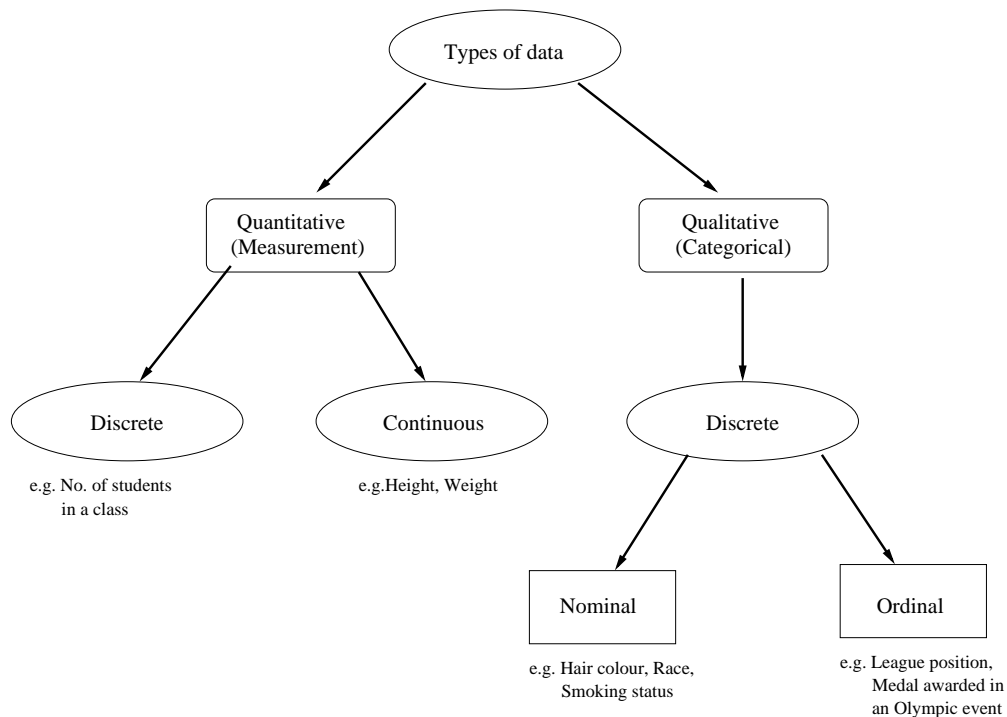 Types of data
Quantitative
(Measurement)
Qualitative
(Categorical)
Discrete
Continuous
Discrete
e.g. No. of students
in a class
e.g.Height, Weight
Nominal
Ordinal
e.g. Hair colour, Race,
Smoking status
e.g. League position,
Medal awarded in
an Olympic event